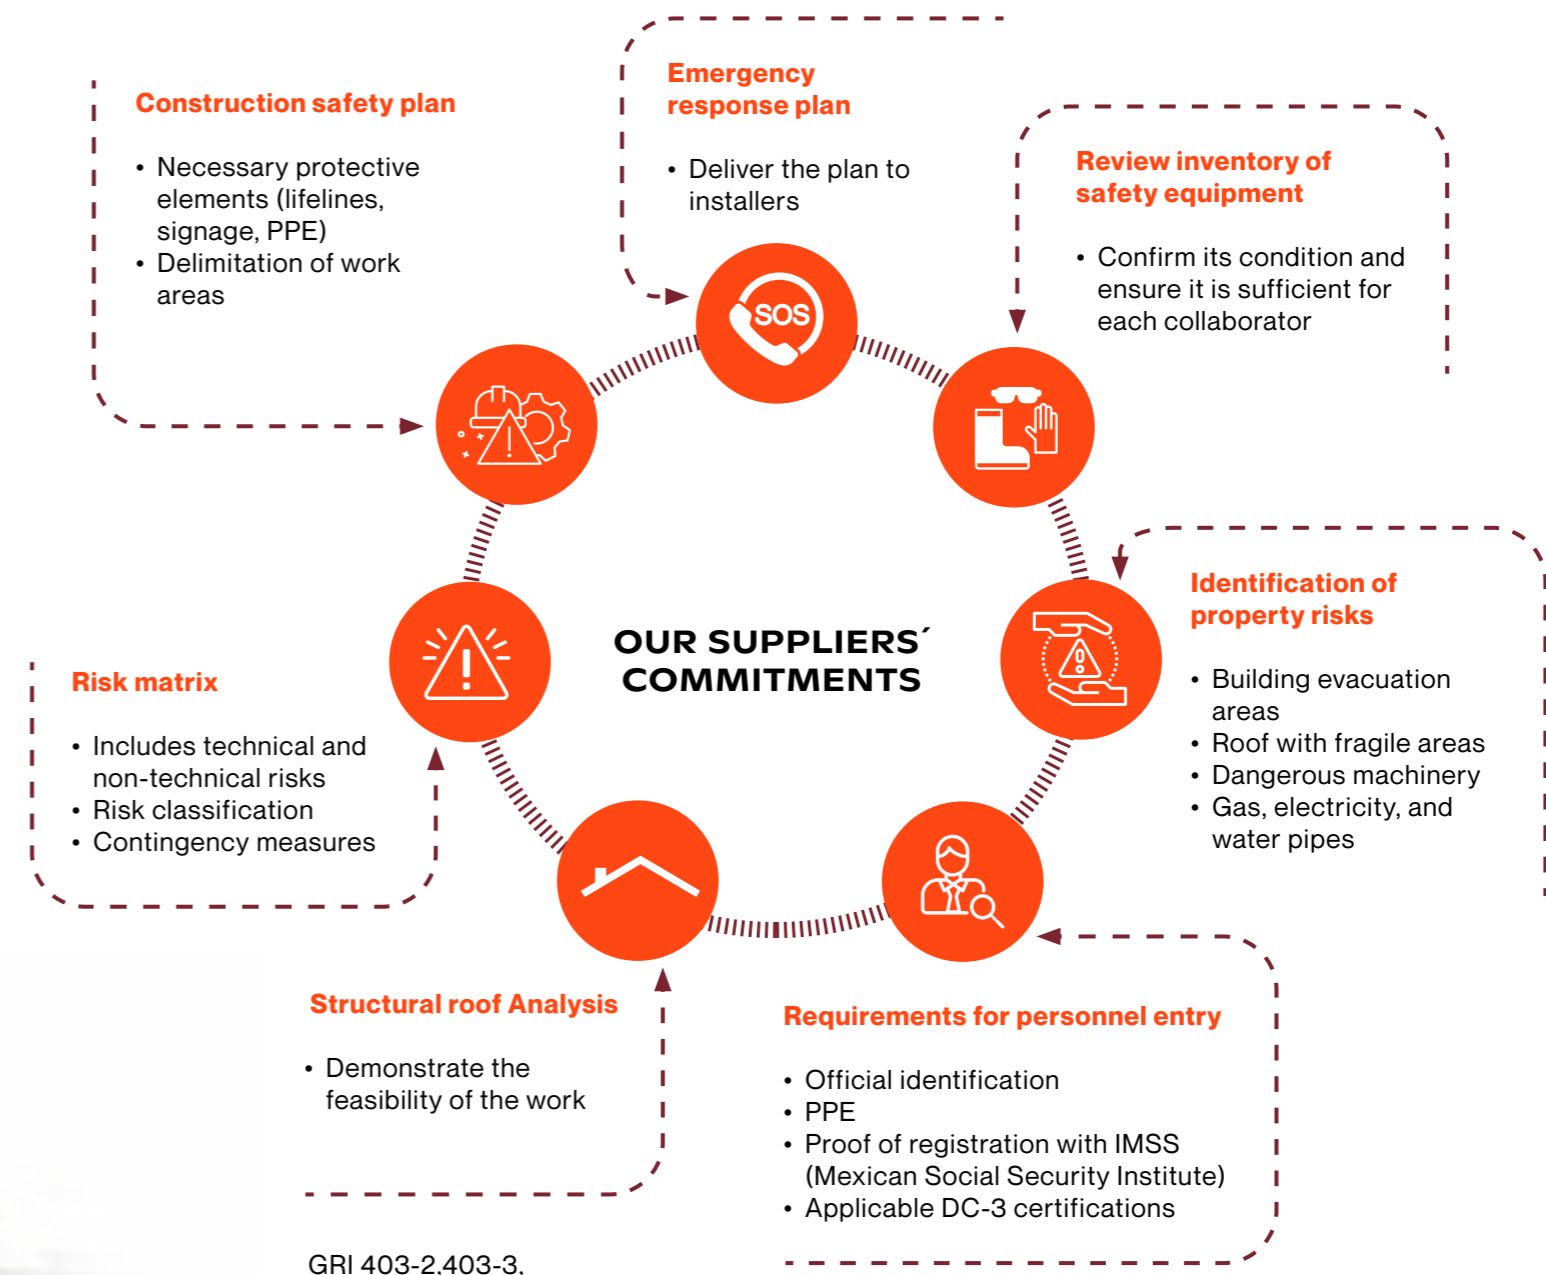 Construction safety plan
• Necessary protective
elements (lifelines,
signage, PPE)
• Delimitation of work
areas
Emergency
response plan
• Deliver the plan to
installers
Review inventory of
safety equipment
• Confirm its condition and
ensure it is sufficient for
each collaborator
SOS
OUR SUPPLIERS´
COMMITMENTS
Identification of
property risks
• Building evacuation
areas
• Roof with fragile areas
• Dangerous machinery
• Gas, electricity, and
water pipes
Risk matrix
• Includes technical and
non-technical risks
• Risk classification
• Contingency measures
Structural roof Analysis
• Demonstrate the
feasibility of the work
Requirements for personnel entry
• Official identification
• PPE
• Proof of registration with IMSS
(Mexican Social Security Institute)
• Applicable DC-3 certifications
GRI 403-2,403-3,